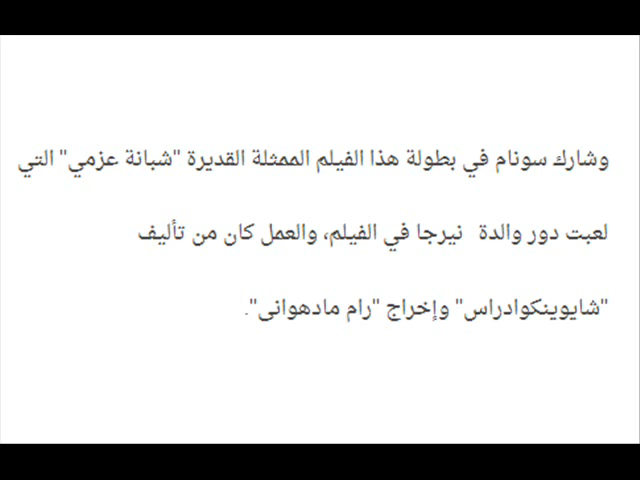 وشارك سونام في بطولة هذا الفيلم الممثلة القديرة "شبانة عزمي" التي
لعبت دور والدة نيرجا في الفيلم، والعمل كان من تأليف
"شايوينكوادراس" وإخراج "رام مادهوانى".